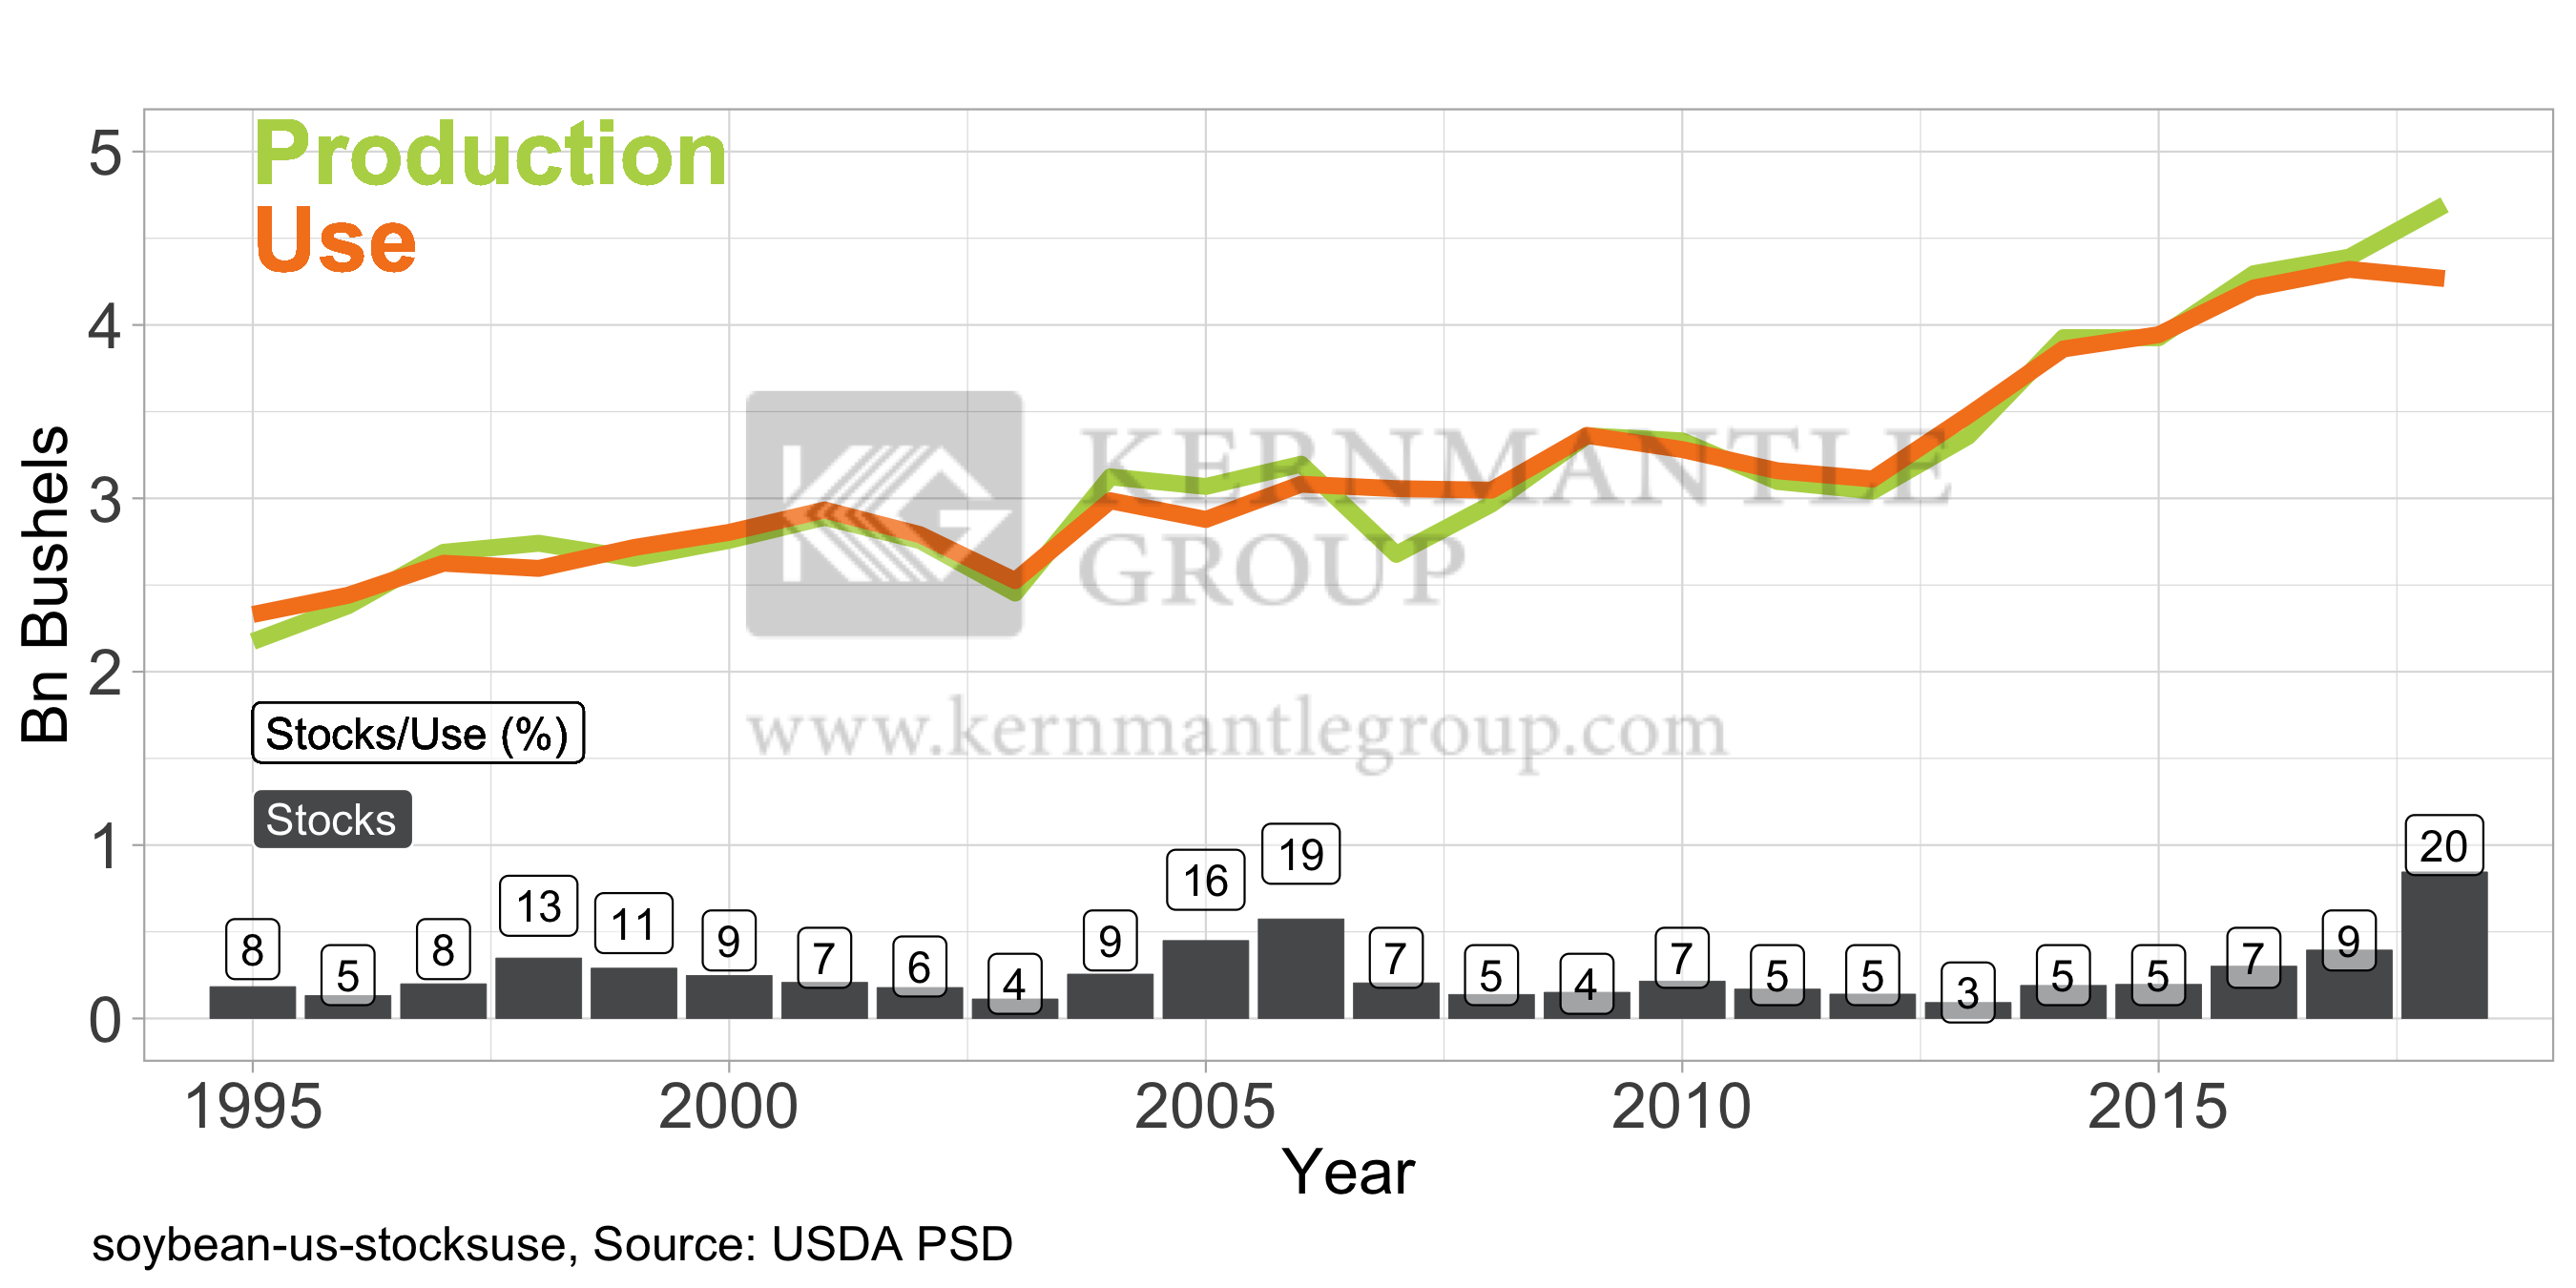 Production
Use
5
4
3
2
1
0
Bn Bushels
KERNMANTLE
GROUP
www.kernmantlegroup.com
Stocks/Use (%)
Stocks
8 5 8 13 11 9 7 6 4 9 16 19 7 5 4 7 5 5 3 5 5 7 9 20
1995 2000 2005 2010 2015
Year
soybean-us-stocksuse, Source: USDA PSD